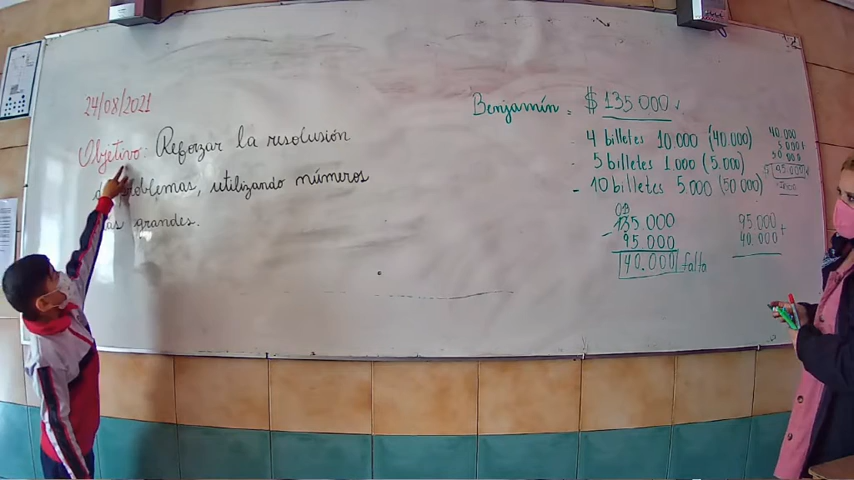 24/08/2021
Objetivo: Reforzar la resolución
problemas, utilizando números
grandes.
Benjamín = $ 135.000
- 4 billetes 10.000 (40.000)
- 5 billetes 1.000 (5.000)
- 10 billetes 5.000 (50.000)
135.000
- 95.000
40.000 falta
40.000
5.000 +
50.000
95.000
95.000 +
40.000